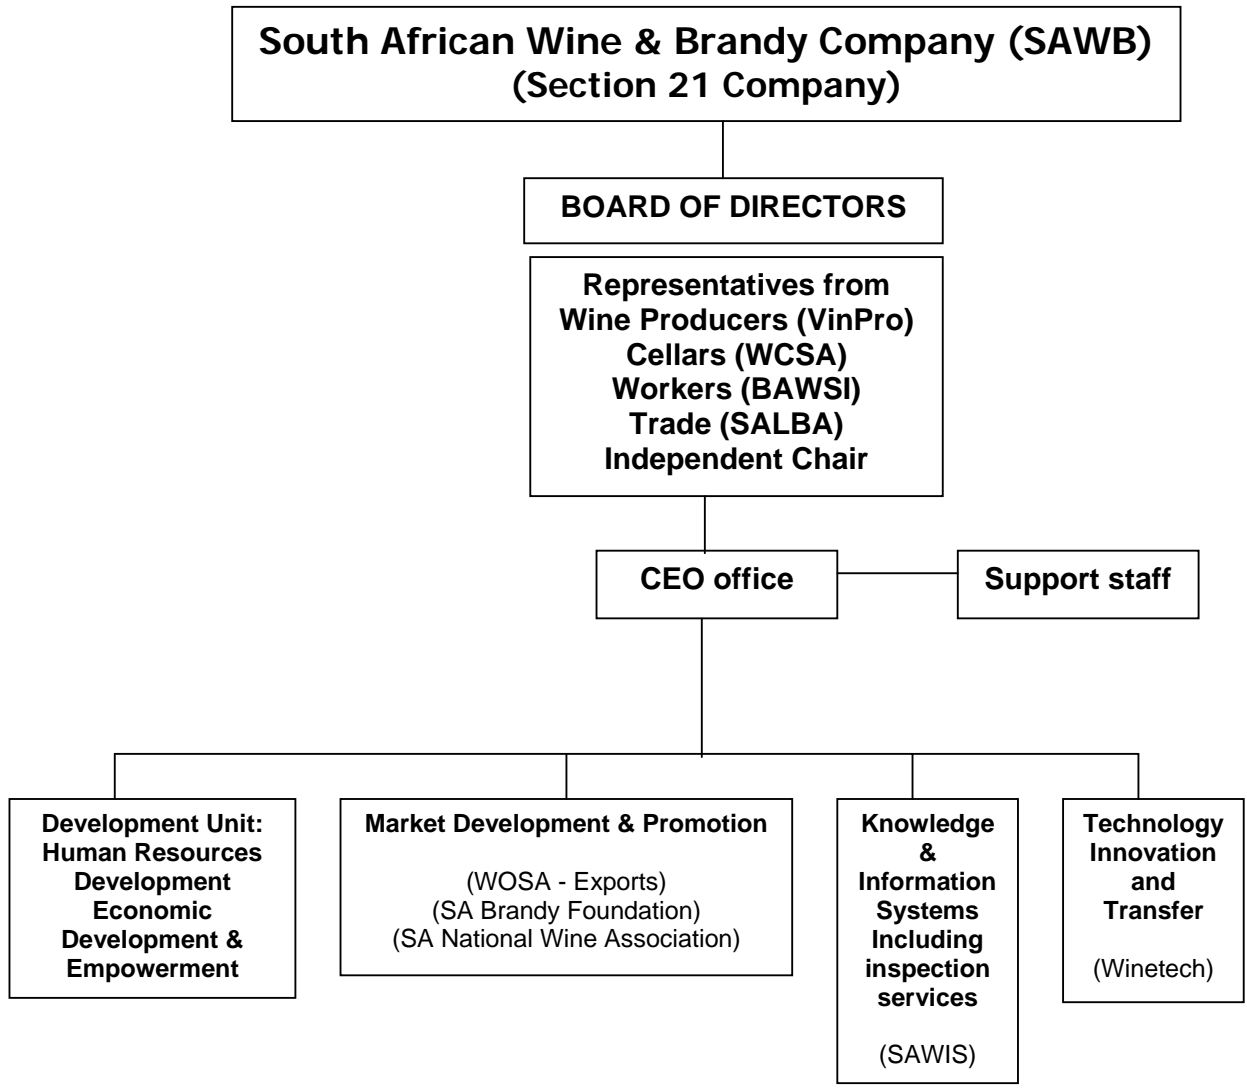 South African Wine & Brandy Company (SAWB)
(Section 21 Company)
BOARD OF DIRECTORS
Representatives from
Wine Producers (VinPro)
Cellars (WCSA)
Workers (BAWSI)
Trade (SALBA)
Independent Chair
CEO office
Support staff
Development Unit:
Human Resources
Development
Economic
Development &
Empowerment
Market Development & Promotion
(WOSA - Exports)
(SA Brandy Foundation)
(SA National Wine Association)
Knowledge
&
Information
Systems
Including
inspection
services
(SAWIS)
Technology
Innovation
and
Transfer
(Winetech)